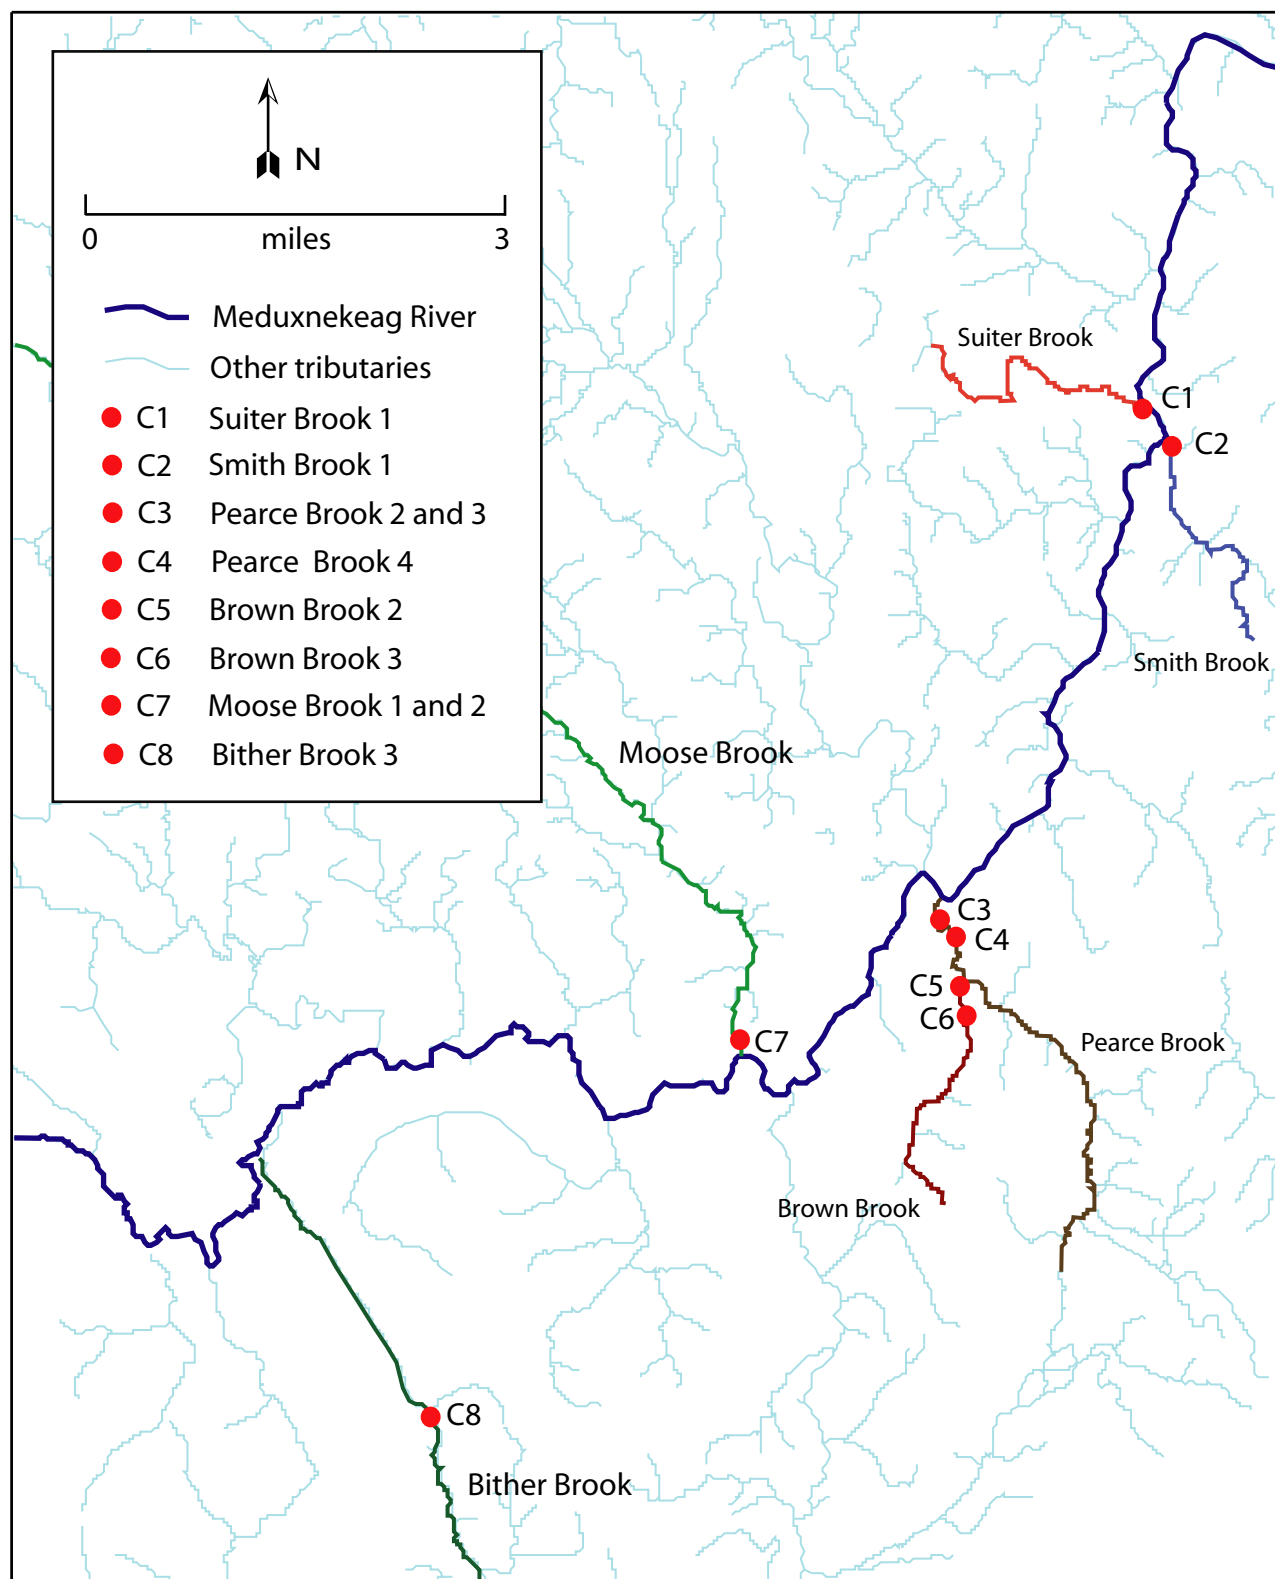 N
0 miles 3
Meduxnekeag River
Other tributaries
C1 Suiter Brook 1
C2 Smith Brook 1
C3 Pearce Brook 2 and 3
C4 Pearce Brook 4
C5 Brown Brook 2
C6 Brown Brook 3
C7 Moose Brook 1 and 2
C8 Bither Brook 3
Suiter Brook
C1
C2
Smith Brook
Moose Brook
C3
C4
C5
C6
C7
Pearce Brook
Brown Brook
C8
Bither Brook